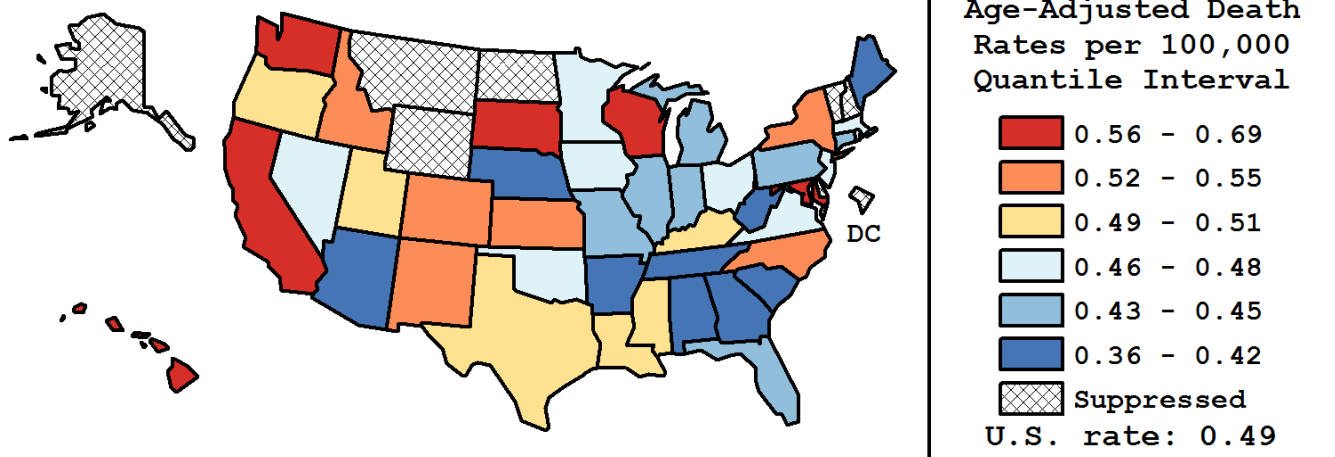 Age-Adjusted Death
Rates per 100,000
Quantile Interval
0.56 - 0.69
0.52 - 0.55
0.49 - 0.51
0.46 - 0.48
0.43 - 0.45
0.36 - 0.42
Suppressed
U.S. rate: 0.49
DC